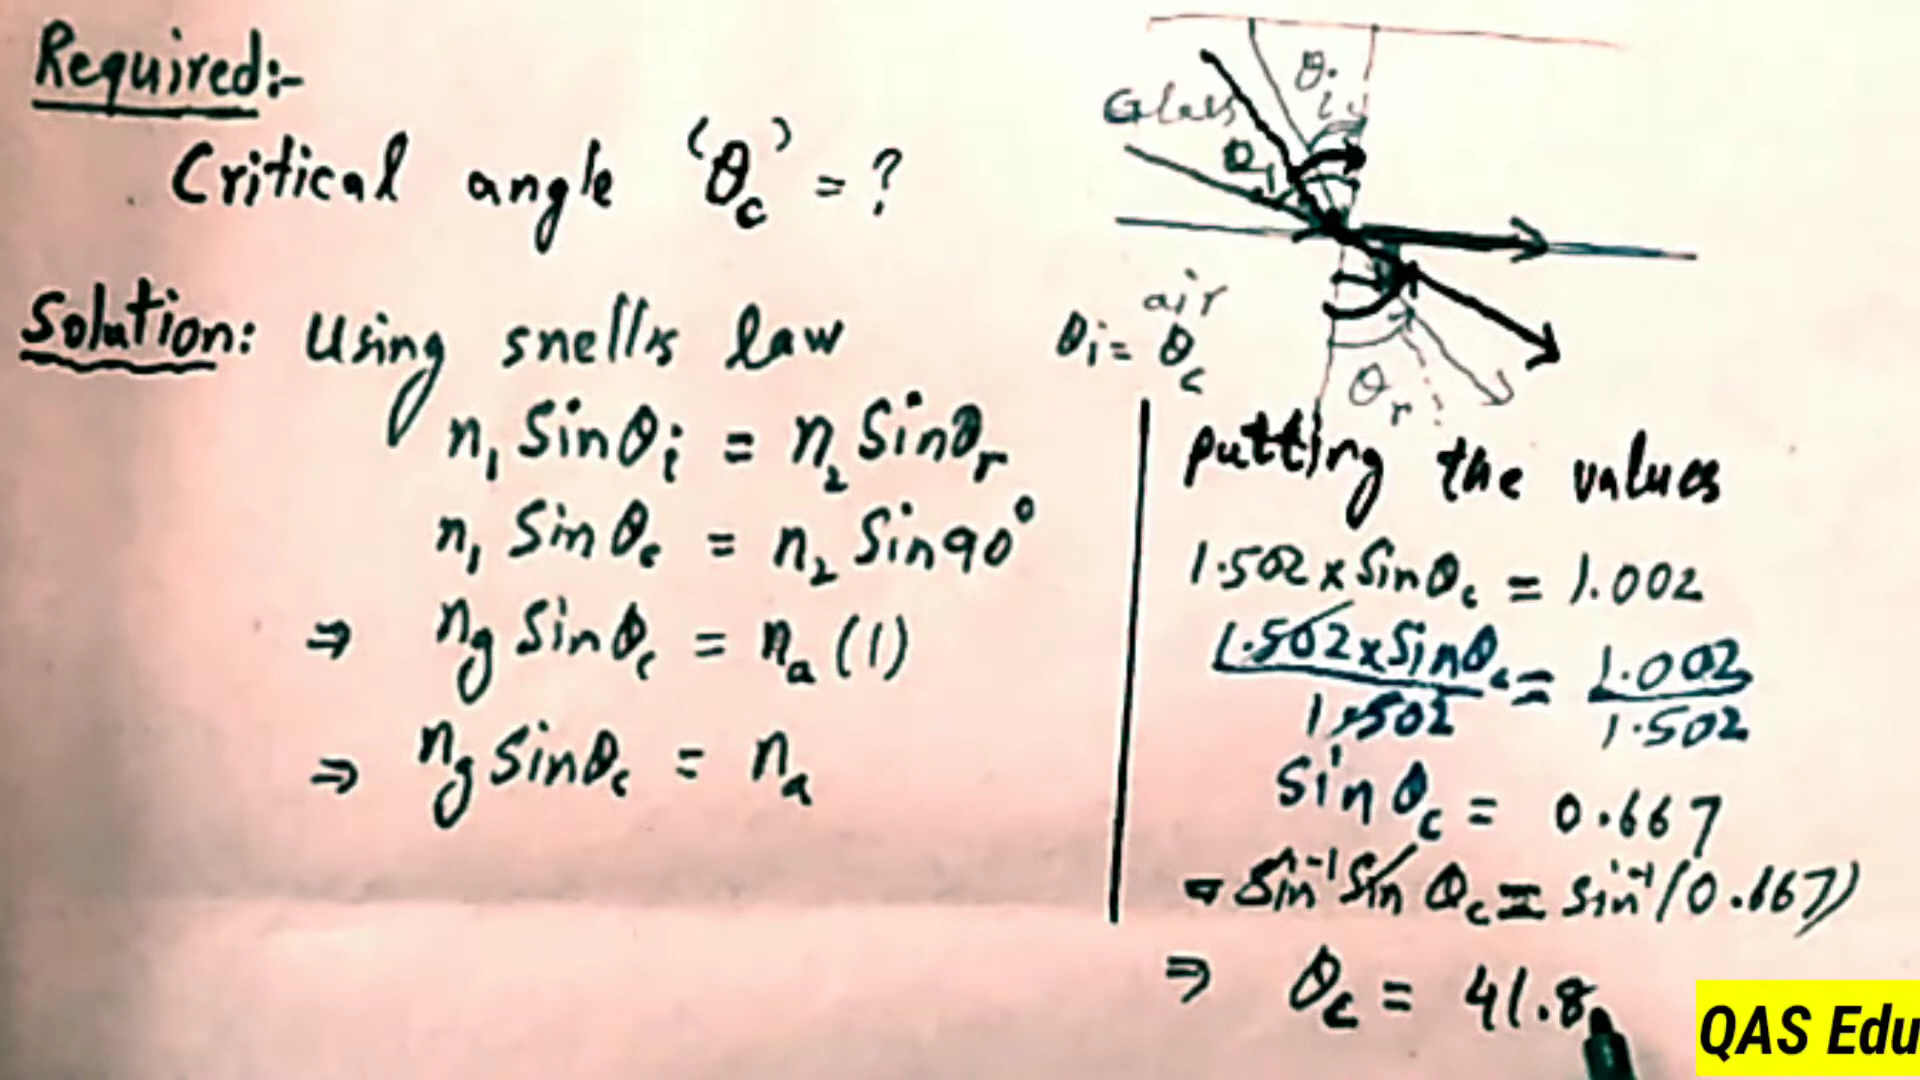 Required:-
Critical angle 'θc' = ?
Solution: Using snell's law
n₁ Sinθi = n₂ Sinθr
n₁ Sinθc = n₂ Sin90°
⇒ ng Sinθc = na (1)
⇒ ng Sinθc = na
θi
Glass
θi
air
θi = θc
θr
putting the values
1.502 x Sinθc = 1.002
1.502 x Sinθc / 1.502 = 1.002 / 1.502
sinθc = 0.667
Sin⁻¹ Sin θc = Sin⁻¹ (0.667)
⇒ θc = 41.8
QAS Edu